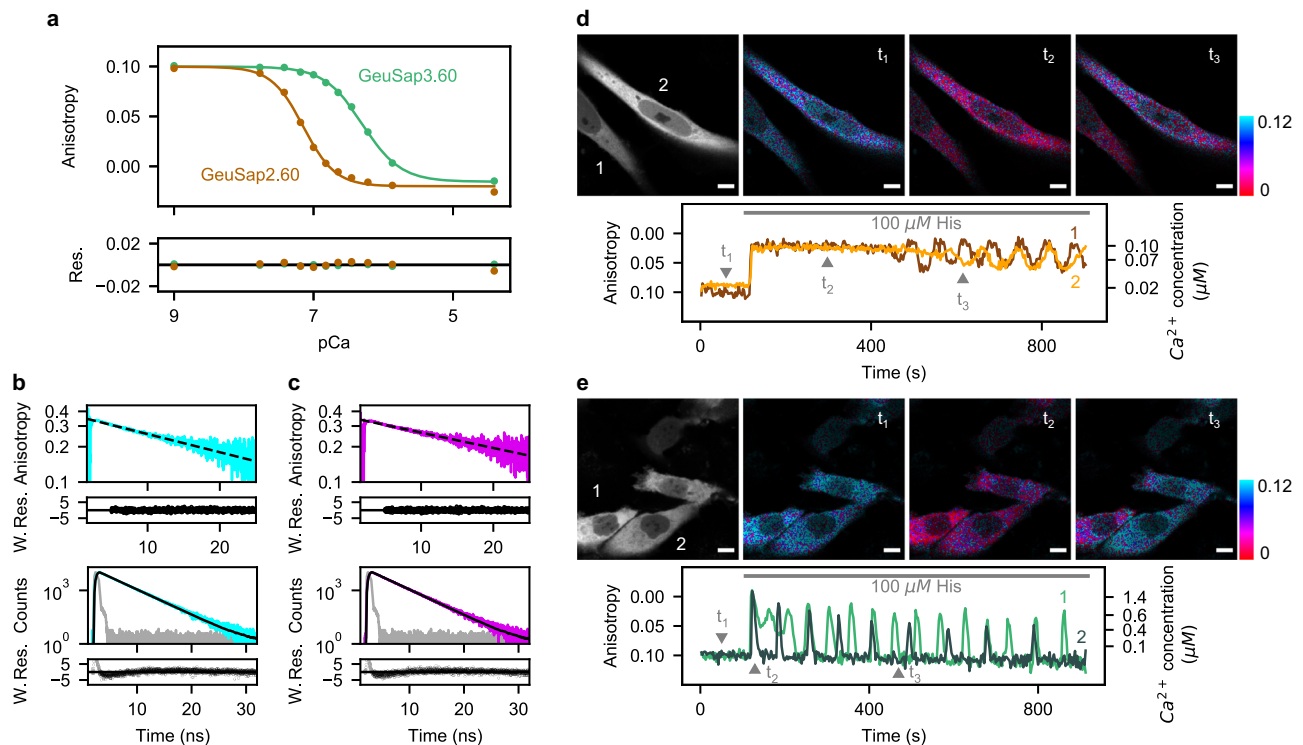 a
0.10
0.05
0.00
Anisotropy
GeuSap3.60
GeuSap2.60
0.02
0.00
−0.02
Res.
9
7
5
pCa
b
0.4
0.2
0.1
Anisotropy
5
−5
W. Res.
10
20
10³
10⁰
Counts
5
−5
W. Res.
10
20
30
Time (ns)
c
0.4
0.2
0.1
Anisotropy
5
−5
W. Res.
10
20
10³
10⁰
Counts
5
−5
W. Res.
10
20
30
Time (ns)
d
2
1
t₁
t₂
t₃
0.12
0
100 μM His
0.00
0.05
0.10
Anisotropy
t₁
t₂
t₃
1
2
0.10
0.07
0.02
Ca²⁺ concentration
(μM)
0
400
800
Time (s)
e
1
2
t₁
t₂
t₃
0.12
0
100 μM His
0.00
0.05
0.10
Anisotropy
t₁
t₂
t₃
1
2
1.4
0.6
0.4
0.1
Ca²⁺ concentration
(μM)
0
400
800
Time (s)